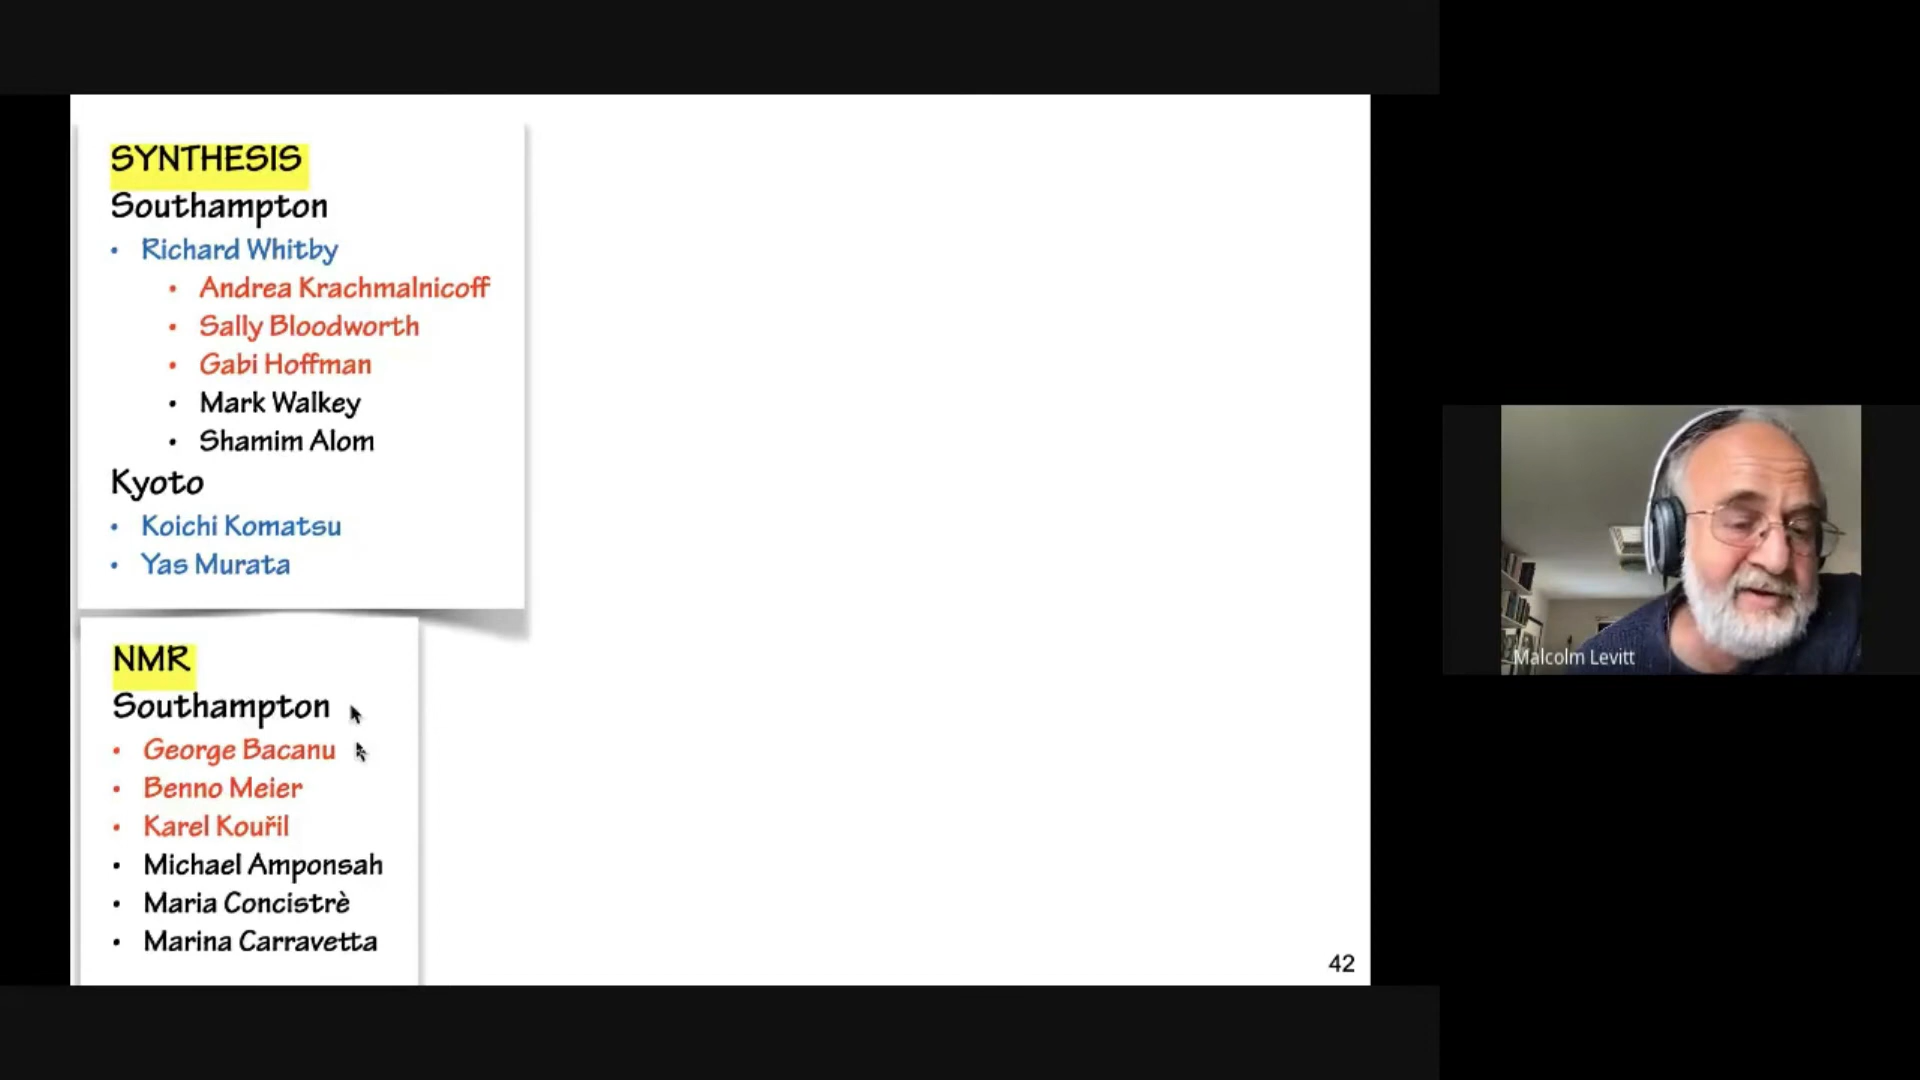 SYNTHESIS
Southampton
• Richard Whitby
• Andrea Krachmalnicoff
• Sally Bloodworth
• Gabi Hoffman
• Mark Walkey
• Shamim Alom
Kyoto
• Koichi Komatsu
• Yas Murata
NMR
Southampton
• George Bacanu
• Benno Meier
• Karel Kouřil
• Michael Amponsah
• Maria Concistrè
• Marina Carravetta
42
Malcolm Levitt